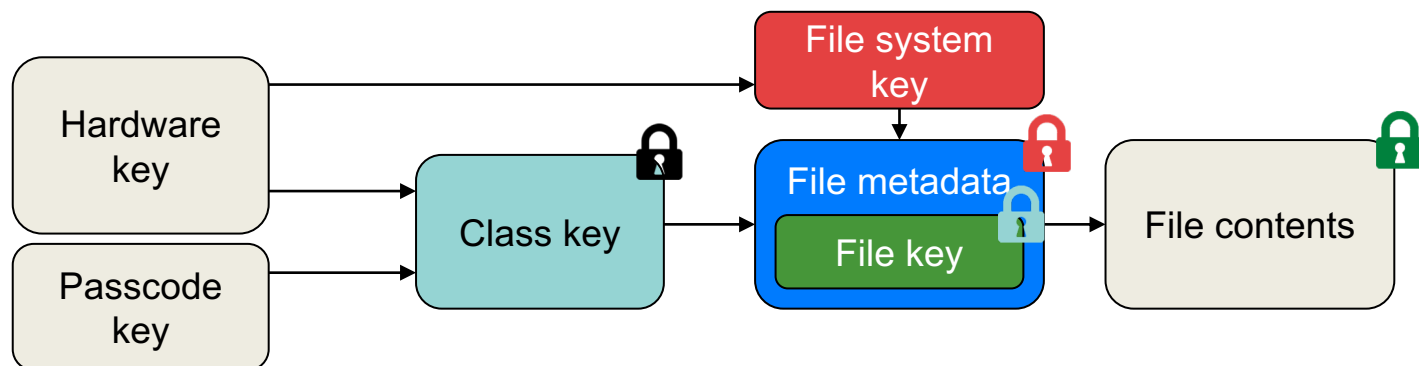 File system
key
Hardware
key
File metadata
Class key
File key
File contents
Passcode
key